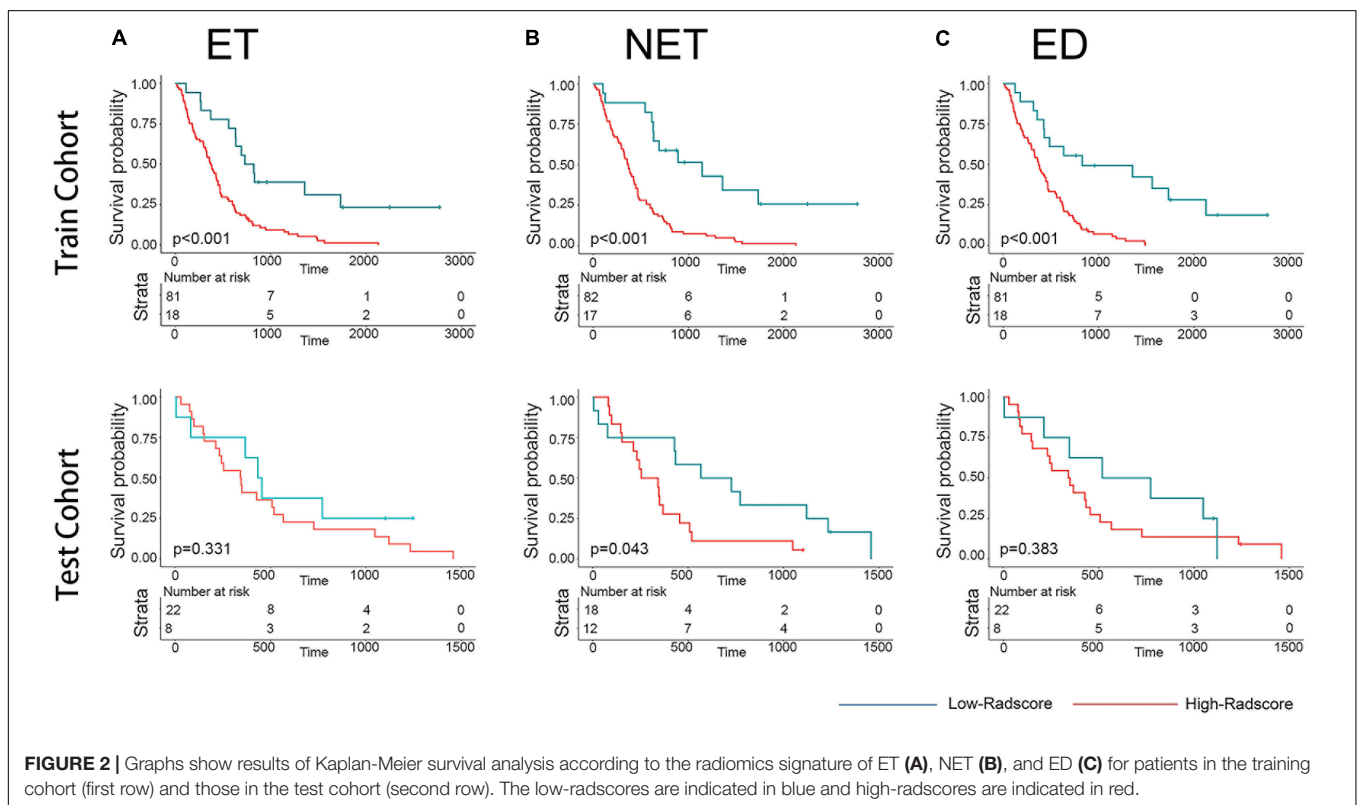 A ET B NET C ED
Train Cohort
Survival probability
1.00
0.75
0.50
0.25
0.00
p<0.001
0 1000 2000 3000
Time
Number at risk
Strata
81 7 1 0
18 5 2 0
0 1000 2000 3000
Time
Survival probability
1.00
0.75
0.50
0.25
0.00
p<0.001
0 1000 2000 3000
Time
Number at risk
Strata
82 6 1 0
17 6 2 0
0 1000 2000 3000
Time
Survival probability
1.00
0.75
0.50
0.25
0.00
p<0.001
0 1000 2000 3000
Time
Number at risk
Strata
81 5 0 0
18 7 3 0
0 1000 2000 3000
Time
Test Cohort
Survival probability
1.00
0.75
0.50
0.25
0.00
p=0.331
0 500 1000 1500
Time
Number at risk
Strata
22 8 4 0
8 3 2 0
0 500 1000 1500
Time
Survival probability
1.00
0.75
0.50
0.25
0.00
p=0.043
0 500 1000 1500
Time
Number at risk
Strata
18 4 2 0
12 7 4 0
0 500 1000 1500
Time
Survival probability
1.00
0.75
0.50
0.25
0.00
p=0.383
0 500 1000 1500
Time
Number at risk
Strata
22 6 3 0
8 5 3 0
0 500 1000 1500
Time
Low-Radscore High-Radscore
FIGURE 2 | Graphs show results of Kaplan-Meier survival analysis according to the radiomics signature of ET (A), NET (B), and ED (C) for patients in the training
cohort (first row) and those in the test cohort (second row). The low-radscores are indicated in blue and high-radscores are indicated in red.